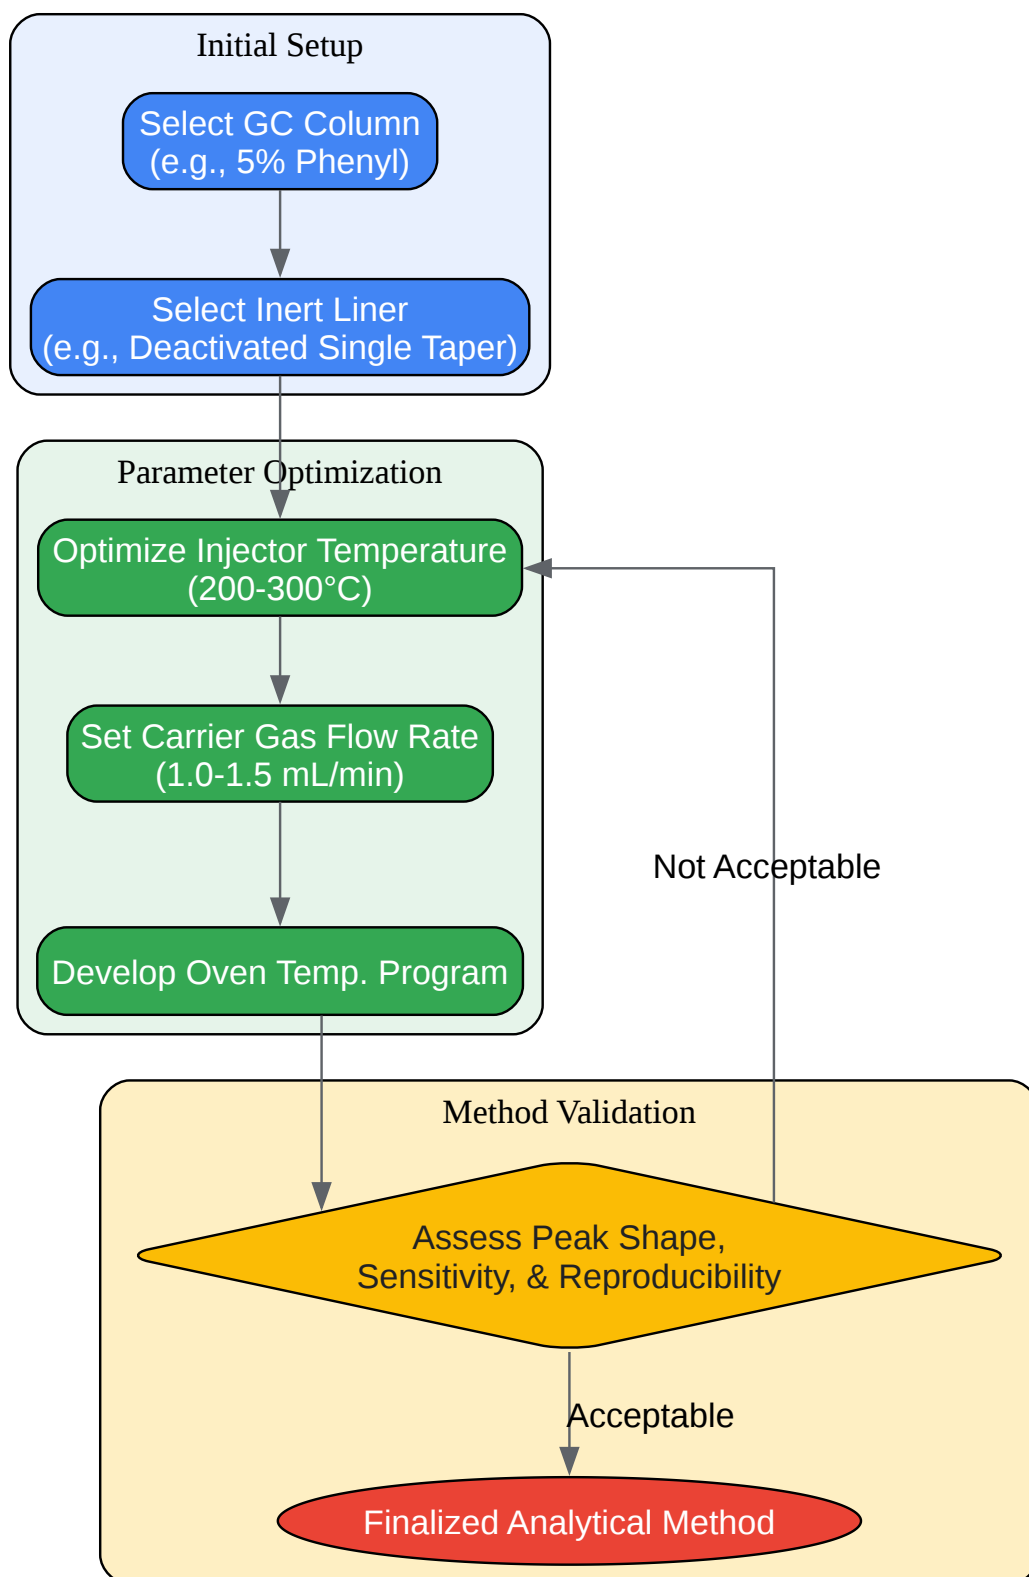 Initial Setup
Select GC Column
(e.g., 5% Phenyl)
Select Inert Liner
(e.g., Deactivated Single Taper)
Parameter Optimization
Optimize Injector Temperature
(200-300°C)
Set Carrier Gas Flow Rate
(1.0-1.5 mL/min)
Not Acceptable
Develop Oven Temp. Program
Method Validation
Assess Peak Shape,
Sensitivity, & Reproducibility
Acceptable
Finalized Analytical Method